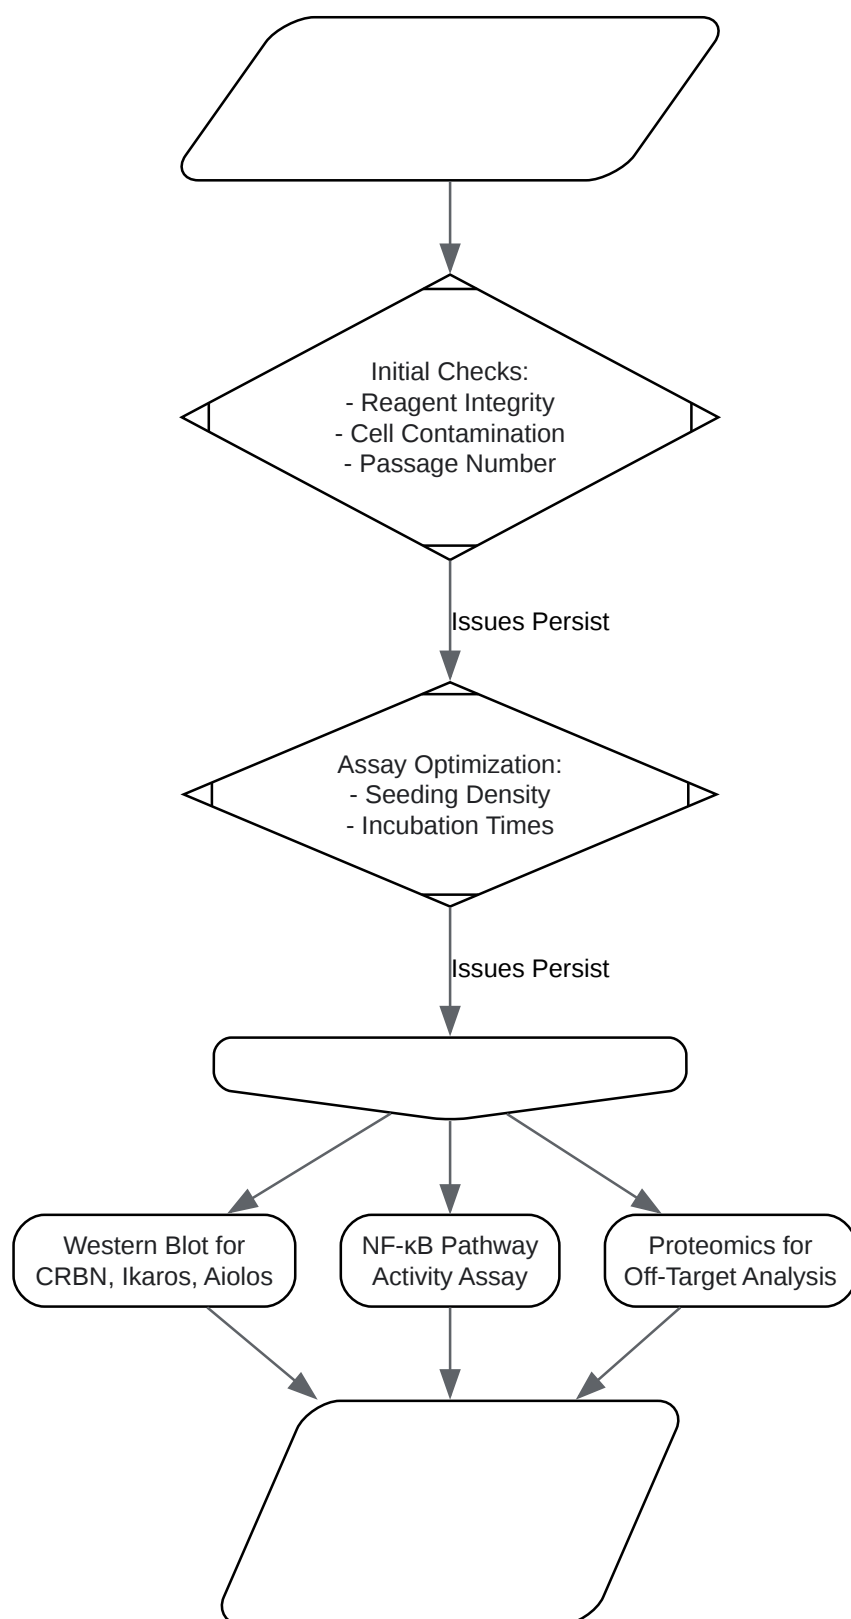 Initial Checks:
- Reagent Integrity
- Cell Contamination
- Passage Number
Issues Persist
Assay Optimization:
- Seeding Density
- Incubation Times
Issues Persist
Western Blot for
CRBN, Ikaros, Aiolos
NF-κB Pathway
Activity Assay
Proteomics for
Off-Target Analysis